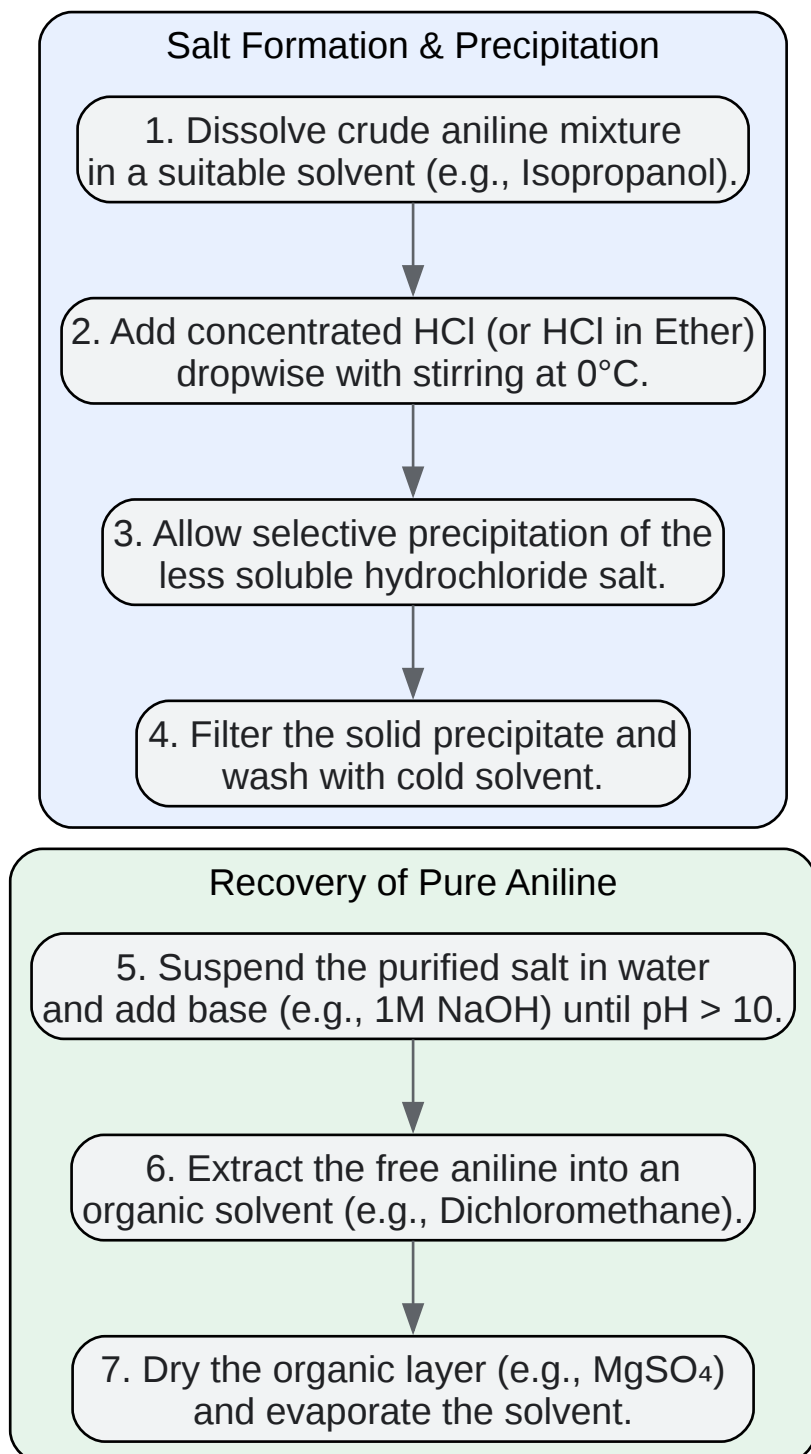 Salt Formation & Precipitation
1. Dissolve crude aniline mixture
in a suitable solvent (e.g., Isopropanol).
2. Add concentrated HCl (or HCl in Ether)
dropwise with stirring at 0°C.
3. Allow selective precipitation of the
less soluble hydrochloride salt.
4. Filter the solid precipitate and
wash with cold solvent.
Recovery of Pure Aniline
5. Suspend the purified salt in water
and add base (e.g., 1M NaOH) until pH > 10.
6. Extract the free aniline into an
organic solvent (e.g., Dichloromethane).
7. Dry the organic layer (e.g., MgSO₄)
and evaporate the solvent.